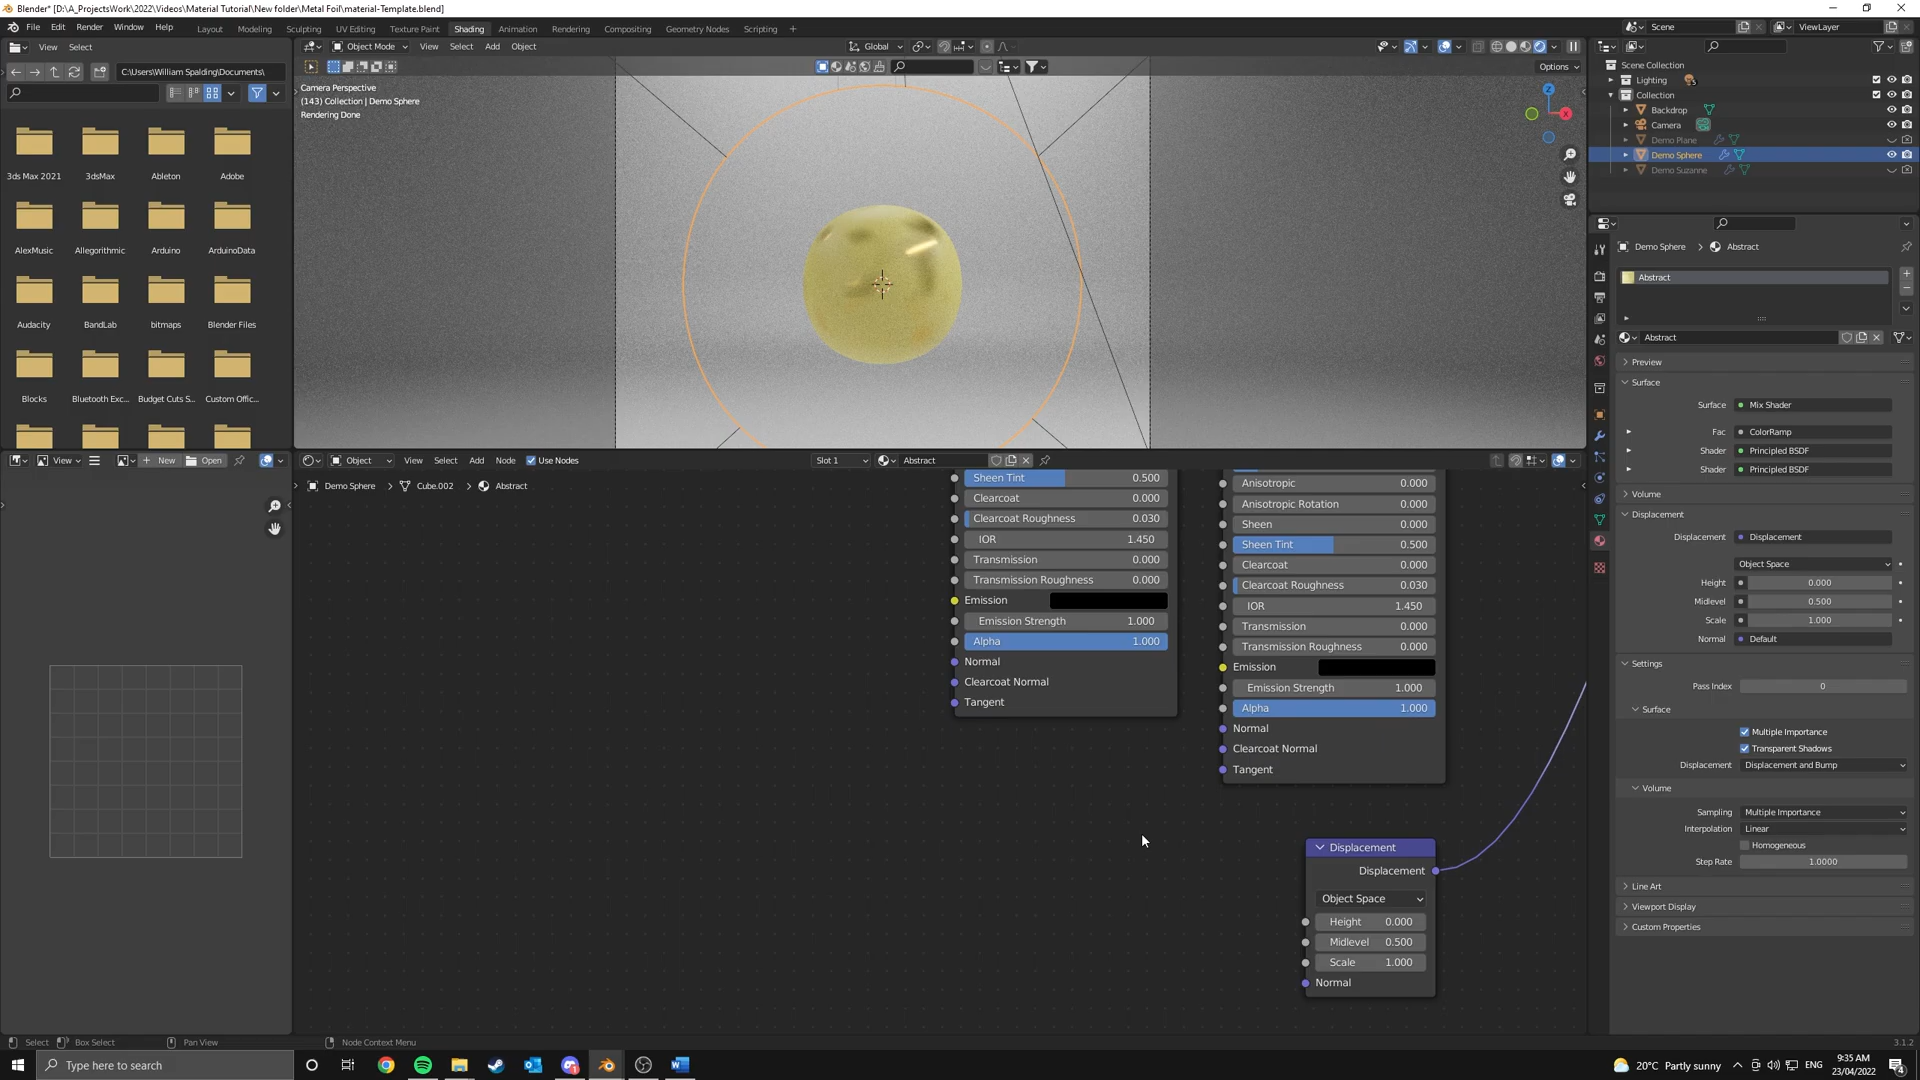 Blender* [D:\A_ProjectsWork\2022\Videos\Material Tutorial\New folder\Metal Foil\material-Template.blend]
File Edit Render Window Help Layout Modeling Sculpting UV Editing Texture Paint Shading Animation Rendering Compositing Geometry Nodes Scripting + Scene ViewLayer
View Select Object Mode View Select Add Object Global
C:\Users\William Spalding\Documents\
Options
Camera Perspective
(143) Collection | Demo Sphere
Rendering Done
Z
X
3ds Max 2021 3dsMax Ableton Adobe
AlexMusic Allegorithmic Arduino ArduinoData
Audacity BandLab bitmaps Blender Files
Blocks Bluetooth Exc... Budget Cuts S... Custom Offic...
Scene Collection
Lighting
Collection
Backdrop
Camera
Demo Plane
Demo Sphere
Demo Suzanne
View New Open
Object View Select Add Node Use Nodes Slot 1 Abstract
Demo Sphere > Cube.002 > Abstract
Sheen Tint 0.500
Clearcoat 0.000
Clearcoat Roughness 0.030
IOR 1.450
Transmission 0.000
Transmission Roughness 0.000
Emission
Emission Strength 1.000
Alpha 1.000
Normal
Clearcoat Normal
Tangent
Anisotropic 0.000
Anisotropic Rotation 0.000
Sheen 0.000
Sheen Tint 0.500
Clearcoat 0.000
Clearcoat Roughness 0.030
IOR 1.450
Transmission 0.000
Transmission Roughness 0.000
Emission
Emission Strength 1.000
Alpha 1.000
Normal
Clearcoat Normal
Tangent
Displacement
Displacement
Object Space
Height 0.000
Midlevel 0.500
Scale 1.000
Normal
Demo Sphere > Abstract
Abstract
Abstract
Preview
Surface
Surface Mix Shader
Fac ColorRamp
Shader Principled BSDF
Shader Principled BSDF
Volume
Displacement
Displacement Displacement
Object Space
Height 0.000
Midlevel 0.500
Scale 1.000
Normal Default
Settings
Pass Index 0
Surface
Multiple Importance
Transparent Shadows
Displacement Displacement and Bump
Volume
Sampling Multiple Importance
Interpolation Linear
Homogeneous
Step Rate 1.0000
Line Art
Viewport Display
Custom Properties
Select Box Select Pan View Node Context Menu 3.1.2
Type here to search
20°C Partly sunny ENG
9:35 AM
23/04/2022
4